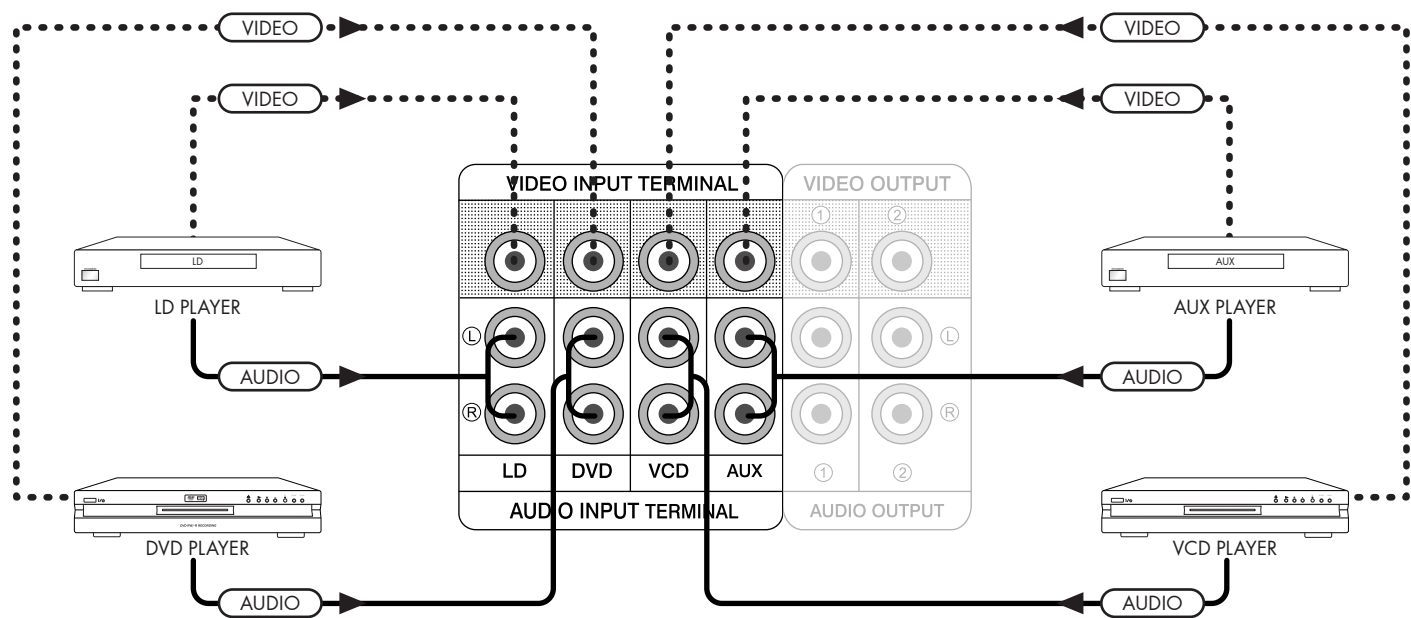 VIDEO
VIDEO
VIDEO
VIDEO
VIDEO INPUT TERMINAL
VIDEO OUTPUT
1 2
LD
LD PLAYER
AUX
AUX PLAYER
L
L
AUDIO
AUDIO
R
R
LD DVD VCD AUX
1 2
AUDIO INPUT TERMINAL
AUDIO OUTPUT
DVD PLAYER
VCD PLAYER
AUDIO
AUDIO